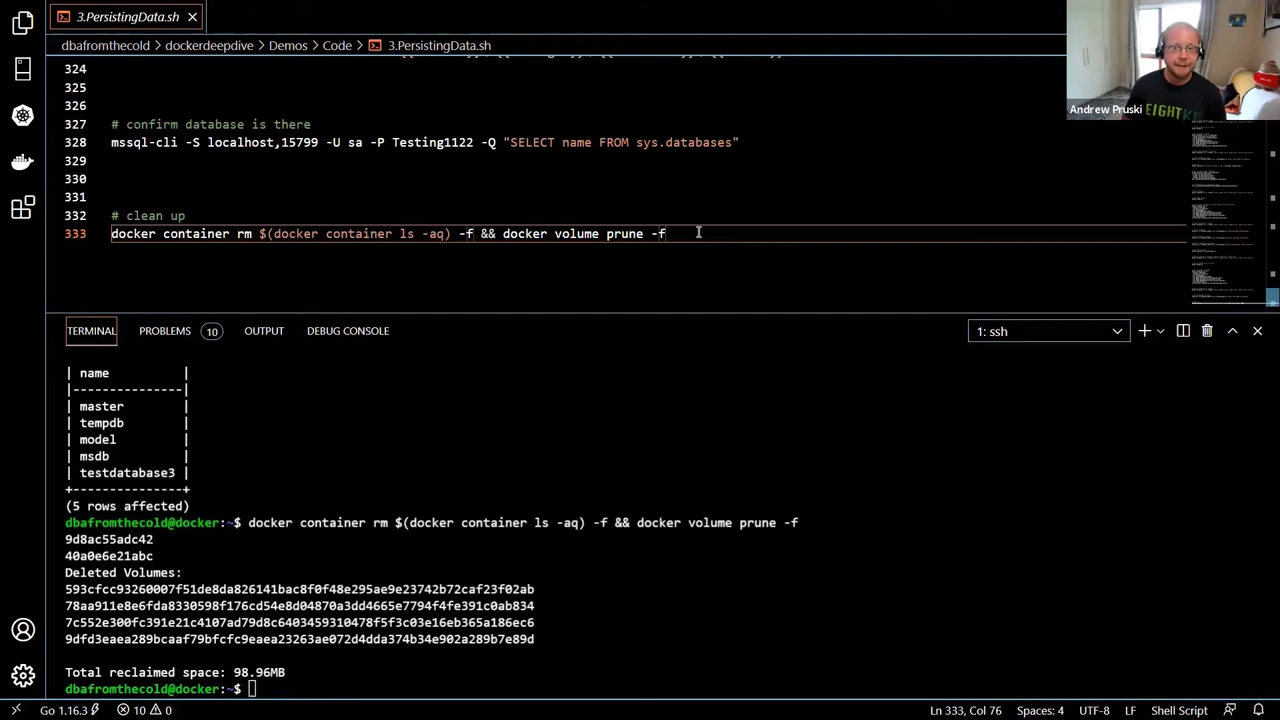 3.PersistingData.sh
dbafromthecold > dockerdeepdive > Demos > Code > 3.PersistingData.sh
324
325
326
327 # confirm database is there
328 mssql-cli -S localhost,15799 -U sa -P Testing1122 -Q "SELECT name FROM sys.databases"
329
330
331
332 # clean up
333 docker container rm $(docker container ls -aq) -f && docker volume prune -f
Andrew Pruski
EIGHT
TERMINAL PROBLEMS 10 OUTPUT DEBUG CONSOLE 1: ssh
| name |
|---------------|
| master |
| tempdb |
| model |
| msdb |
| testdatabase3 |
+---------------+
(5 rows affected)
dbafromthecold@docker:~$ docker container rm $(docker container ls -aq) -f && docker volume prune -f
9d8ac55adc42
40a0e6e21abc
Deleted Volumes:
593cfcc93260007f51de8da826141bac8f0f48e295ae9e23742b72caf23f02ab
78aa911e8e6fda8330598f176cd54e8d04870a3dd4665e7794f4fe391c0ab834
7c552e300fc391e21c4107ad79d8c6403459310478f5f3c03e16eb365a186ec6
9dfd3eaea289bcaaf79bfcfc9eaea23263ae072d4dda374b34e902a289b7e89d
Total reclaimed space: 98.96MB
dbafromthecold@docker:~$
Go 1.16.3 10 0 Ln 333, Col 76 Spaces: 4 UTF-8 LF Shell Script